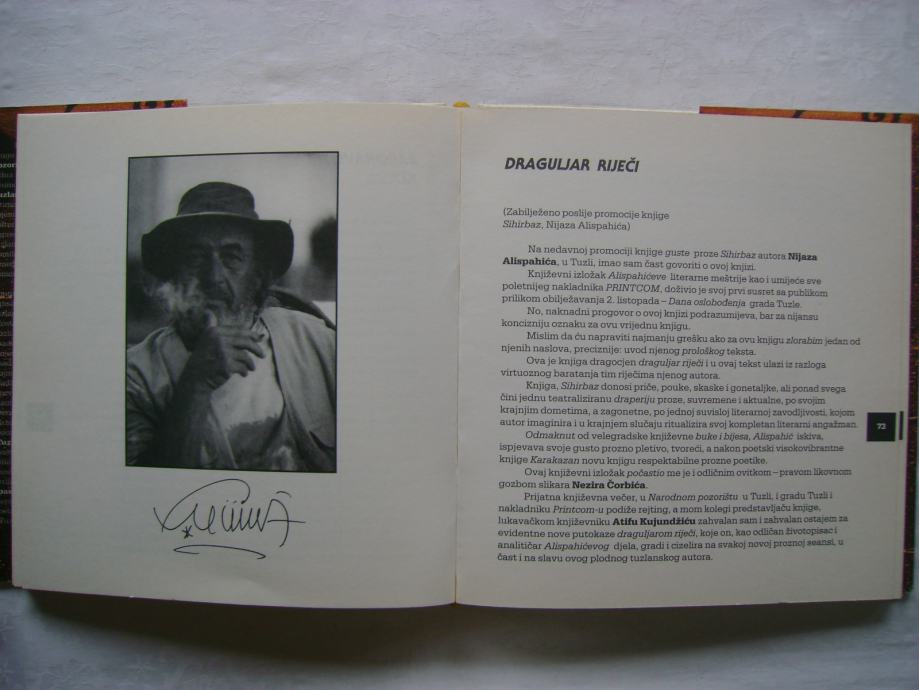 DRAGULJAR RIJEČI
(Zabilježeno poslije promocije knjige
Sihirbaz, Nijaza Alispahića)
Na nedavnoj promociji knjige guste proze Sihirbaz autora Nijaza
Alispahića, u Tuzli, imao sam čast govoriti o ovoj knjizi.
Književni izložak Alispahićeve literarne meštrije kao i umijeće sve
poletnijeg nakladnika PRINTCOM, doživio je svoj prvi susret sa publikom
prilikom obilježavanja 2. listopada – Dana oslobođenja grada Tuzle.
No, naknadni progovor o ovoj knjizi podrazumijeva, bar za nijansu
koncizniju oznaku za ovu vrijednu knjigu.
Mislim da ću napraviti najmanju grešku ako za ovu knjigu zlorabim jedan od
njenih naslova, preciznije: uvod njenog prološkog teksta.
Ova je knjiga dragocjen draguljar riječi i u ovaj tekst ulazi iz razloga
virtuoznog baratanja tim riječima njenog autora.
Knjiga, Sihirbaz donosi priče, pouke, skaske i gonetaljke, ali ponad svega
čini jednu teatraliziranu draperiju proze, suvremene i aktualne, po svojim
krajnjim dometima, a zagonetne, po jednoj suvisloj literarnoj zavodljivosti, kojom
autor imaginira i u krajnjem slučaju ritualizira svoj kompletan literarni angažman.
Odmaknut od velegradske književne buke i bijesa, Alispahić iskiva,
ispjevava svoje gusto prozno pletivo, tvoreći, a nakon poetski visokovibrantne
knjige Karakazan novu knjigu respektabilne prozne poetike.
Ovaj književni izložak počastio me je i odličnim ovitkom – pravom likovnom
gozbom slikara Nezira Čorbića.
Prijatna književna večer, u Narodnom pozorištu u Tuzli, i gradu Tuzli i
nakladniku Printcom-u podiže rejting, a mom kolegi predstavljaču knjige,
lukavačkom književniku Atifu Kujundžiću zahvalan sam i zahvalan ostajem za
evidentne nove putokaze draguljarom riječi, koje on, kao odličan životopisac i
analitičar Alispahićevog djela, gradi i cizelira na svakoj novoj proznoj seansi, u
čast i na slavu ovog plodnog tuzlanskog autora.
73